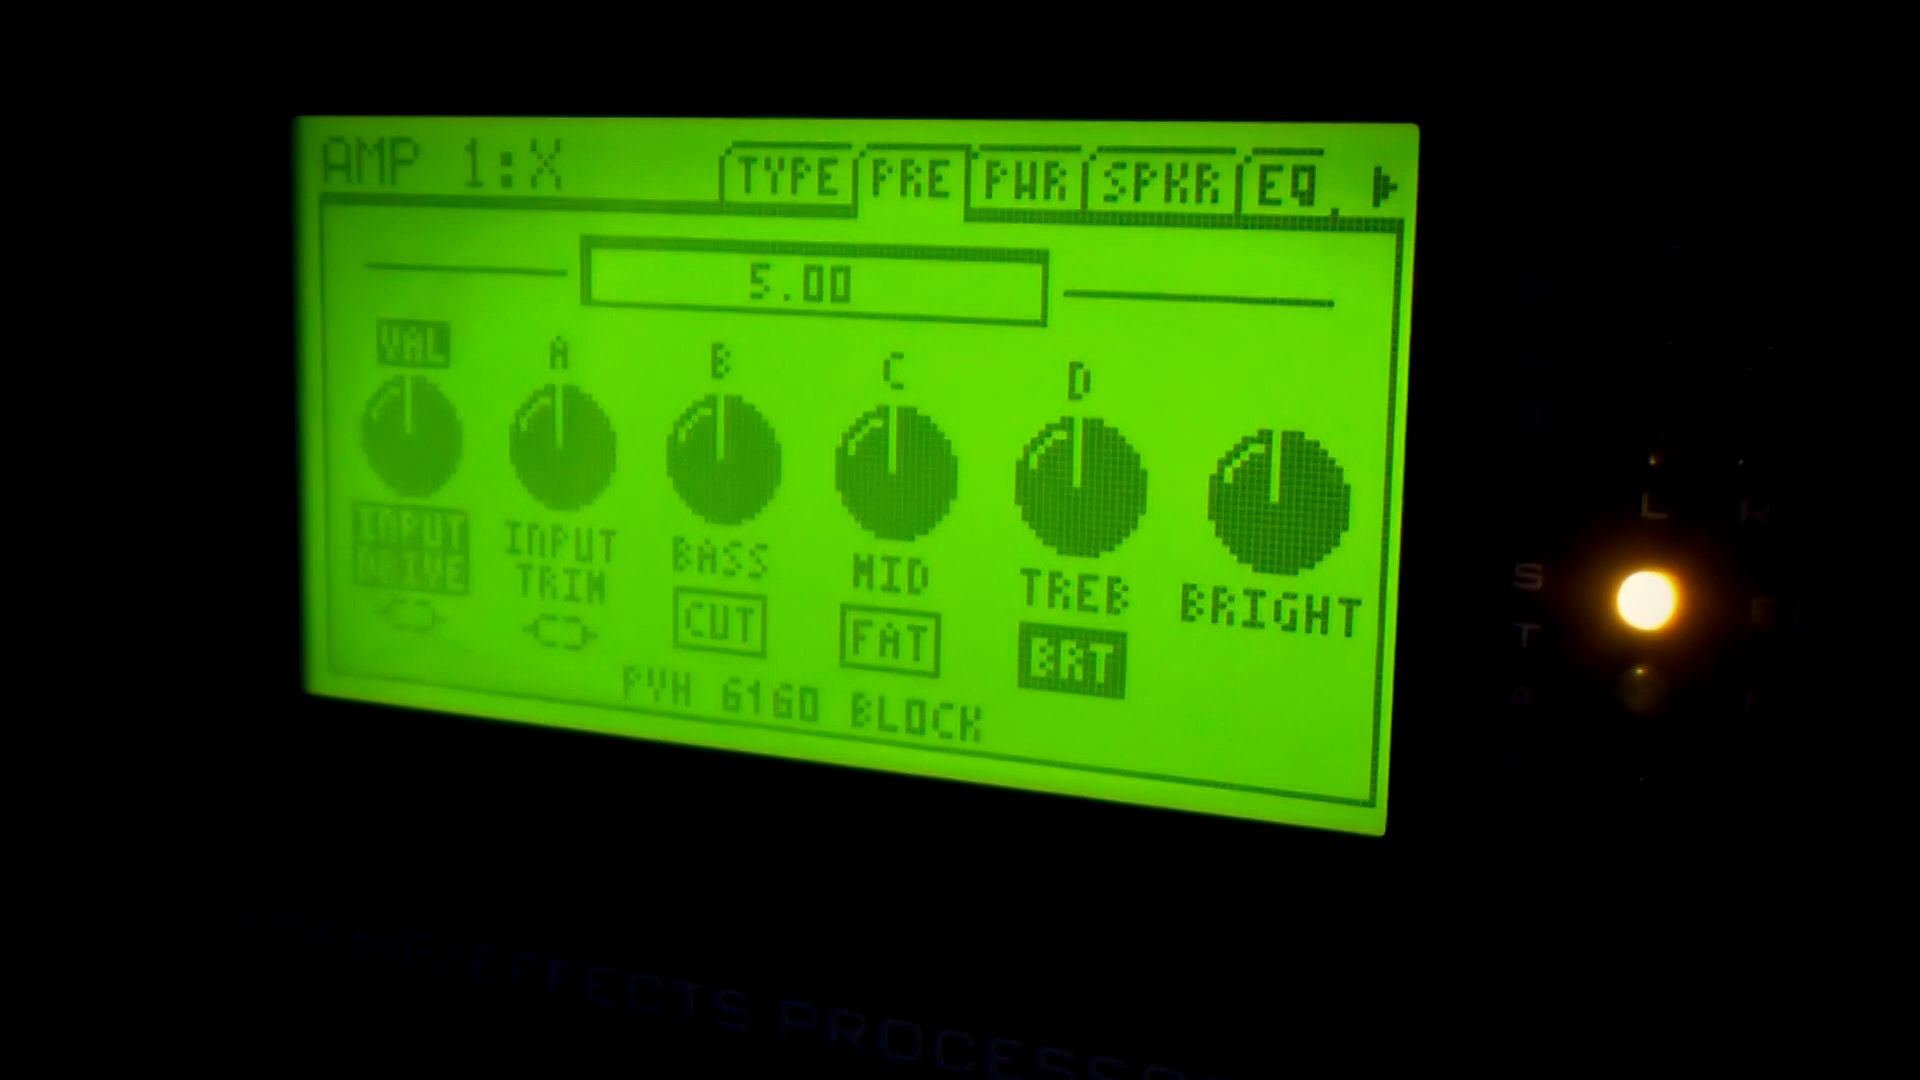 AMP 1:X
TYPE PRE PWR SPKR EQ
5.00
VAL A B C D
INPUT DRIVE
INPUT TRIM
BASS
MID
TREB
BRIGHT
CUT
FAT
BRT
PVH 6160 BLOCK
L R
S
T
A
EFFECTS PROCESSO